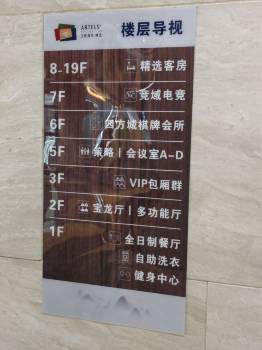 ARTELS
楼层导视
8-19F 精选客房
7F 竞域电竞
6F 四方城棋牌会所
5F 策略|会议室A-D
3F VIP包厢群
2F 宝龙厅|多功能厅
1F 全日制餐厅
自助洗衣
健身中心